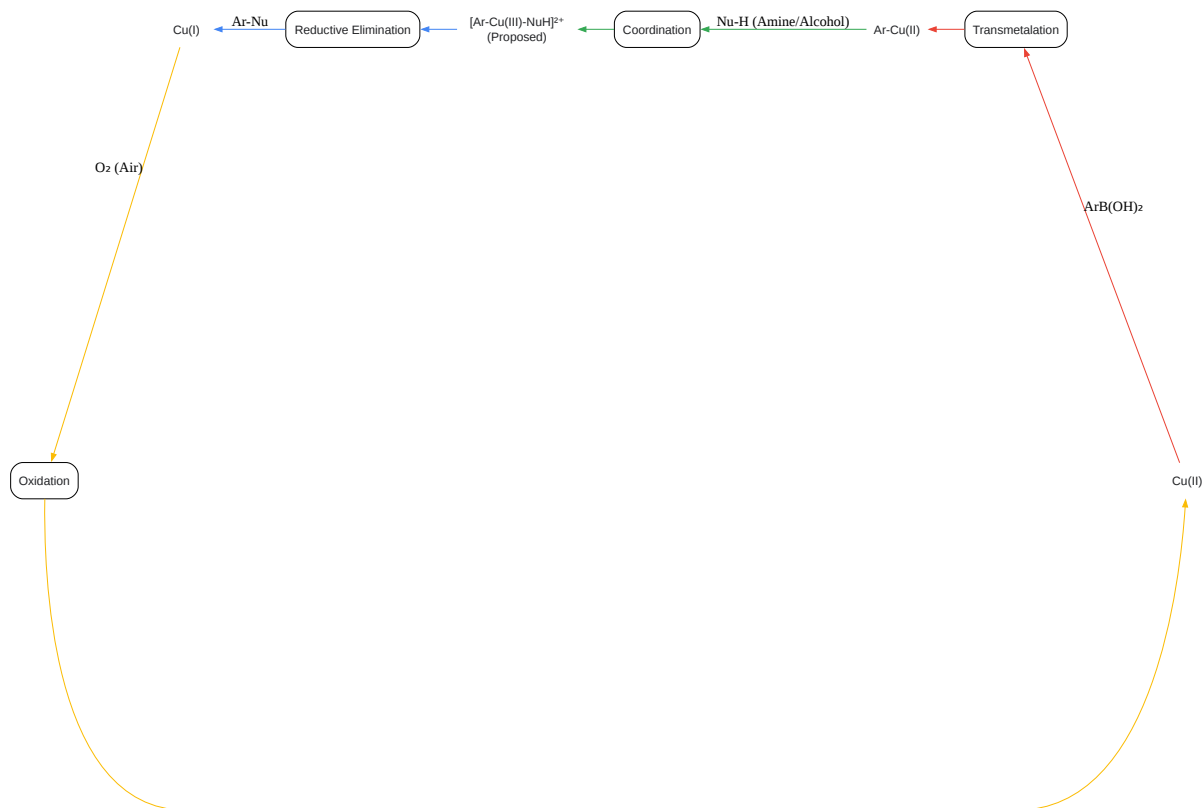 Cu(I)
Ar-Nu
Reductive Elimination
[Ar-Cu(III)-NuH]²⁺
(Proposed)
Coordination
Nu-H (Amine/Alcohol)
Ar-Cu(II)
Transmetalation
O₂ (Air)
ArB(OH)₂
Oxidation
Cu(II)